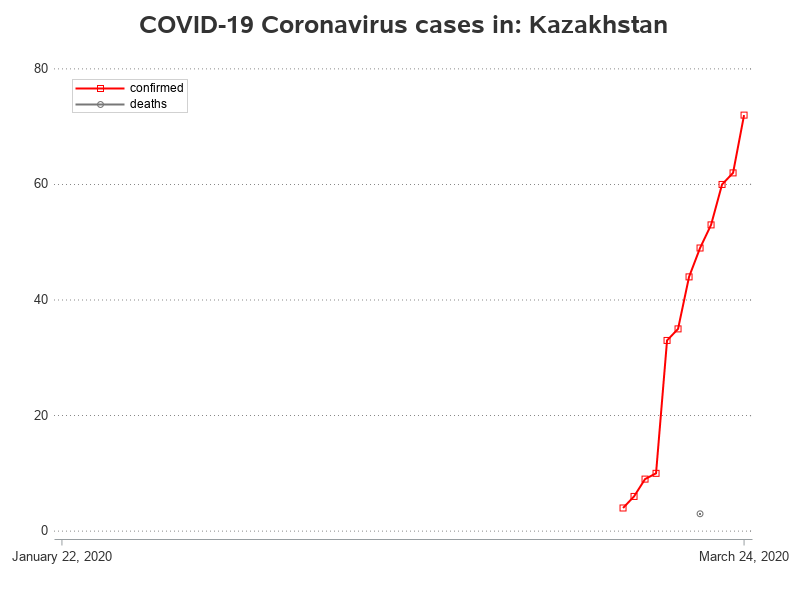 COVID-19 Coronavirus cases in: Kazakhstan
80
confirmed
deaths
60
40
20
0
January 22, 2020
March 24, 2020